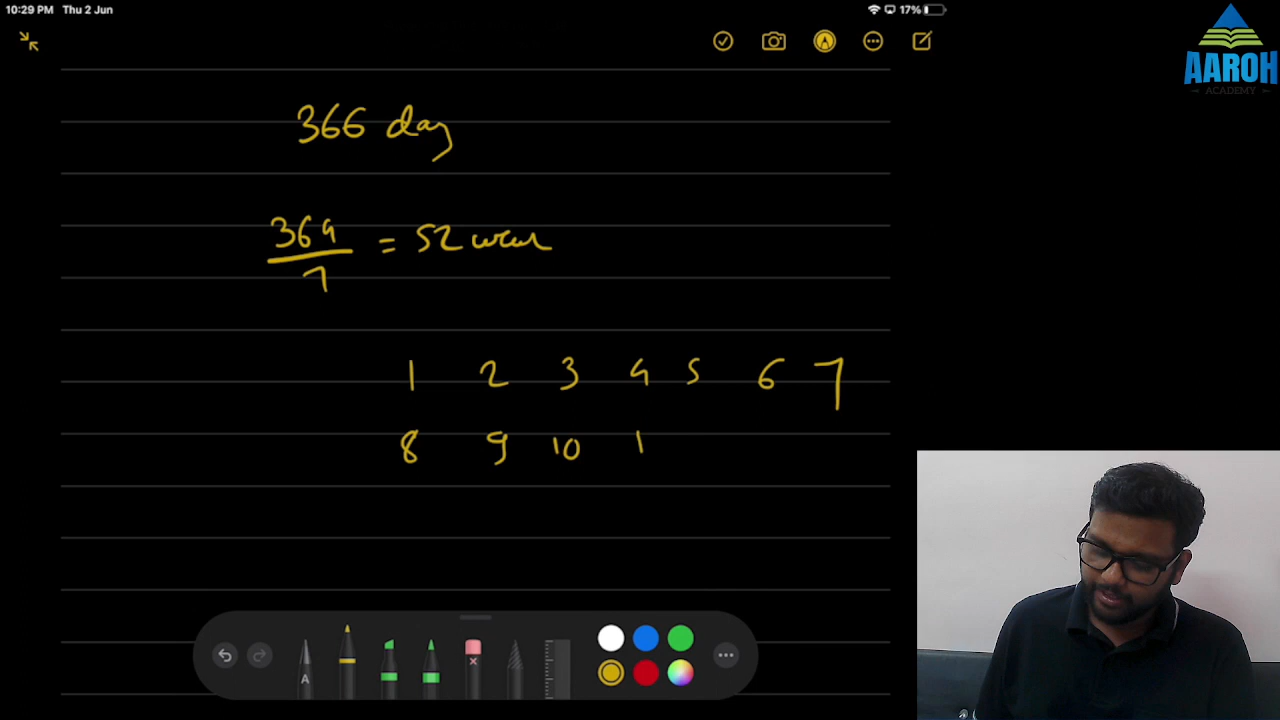 10:29 PM Thu 2 Jun 17%
AAROH
ACADEMY
366 day
364
7
= 52
1 2 3 4 5 6 7
8 9 10 1
A